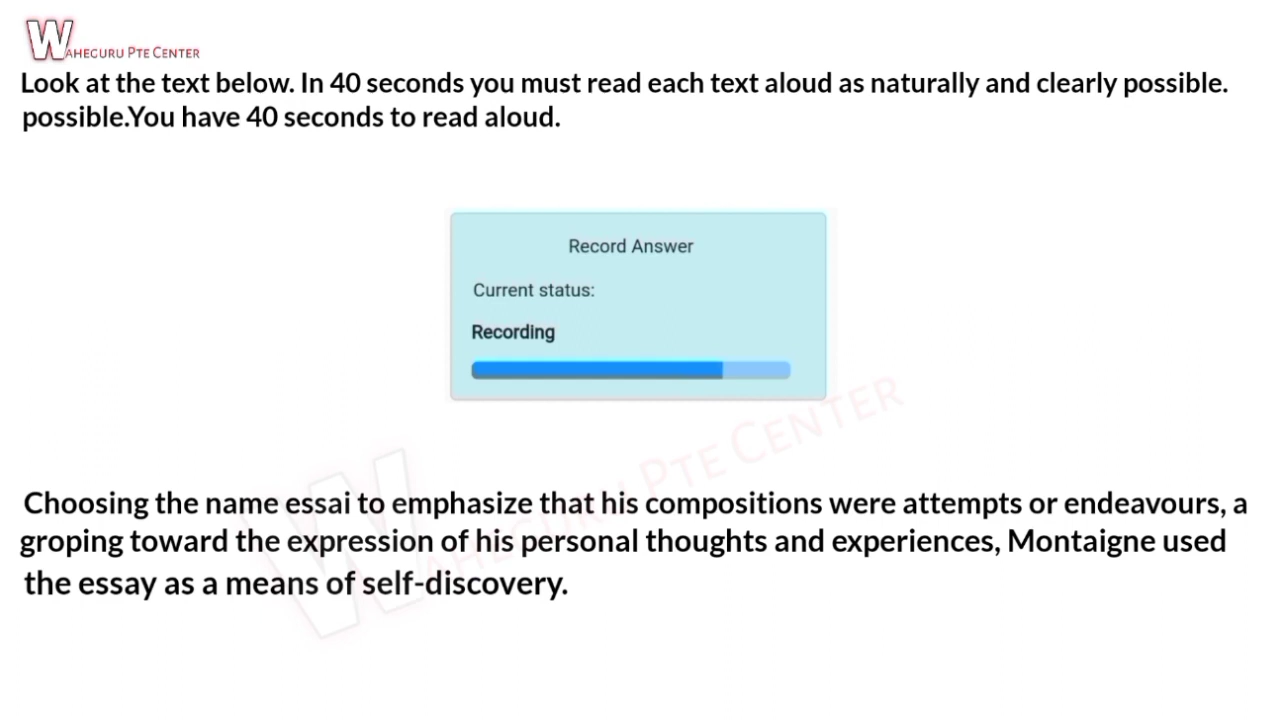 WAHEGURU PTE CENTER
Look at the text below. In 40 seconds you must read each text aloud as naturally and clearly possible.
possible.You have 40 seconds to read aloud.
Record Answer
Current status:
Recording
WAHEGURU PTE CENTER
Choosing the name essai to emphasize that his compositions were attempts or endeavours, a
groping toward the expression of his personal thoughts and experiences, Montaigne used
the essay as a means of self-discovery.